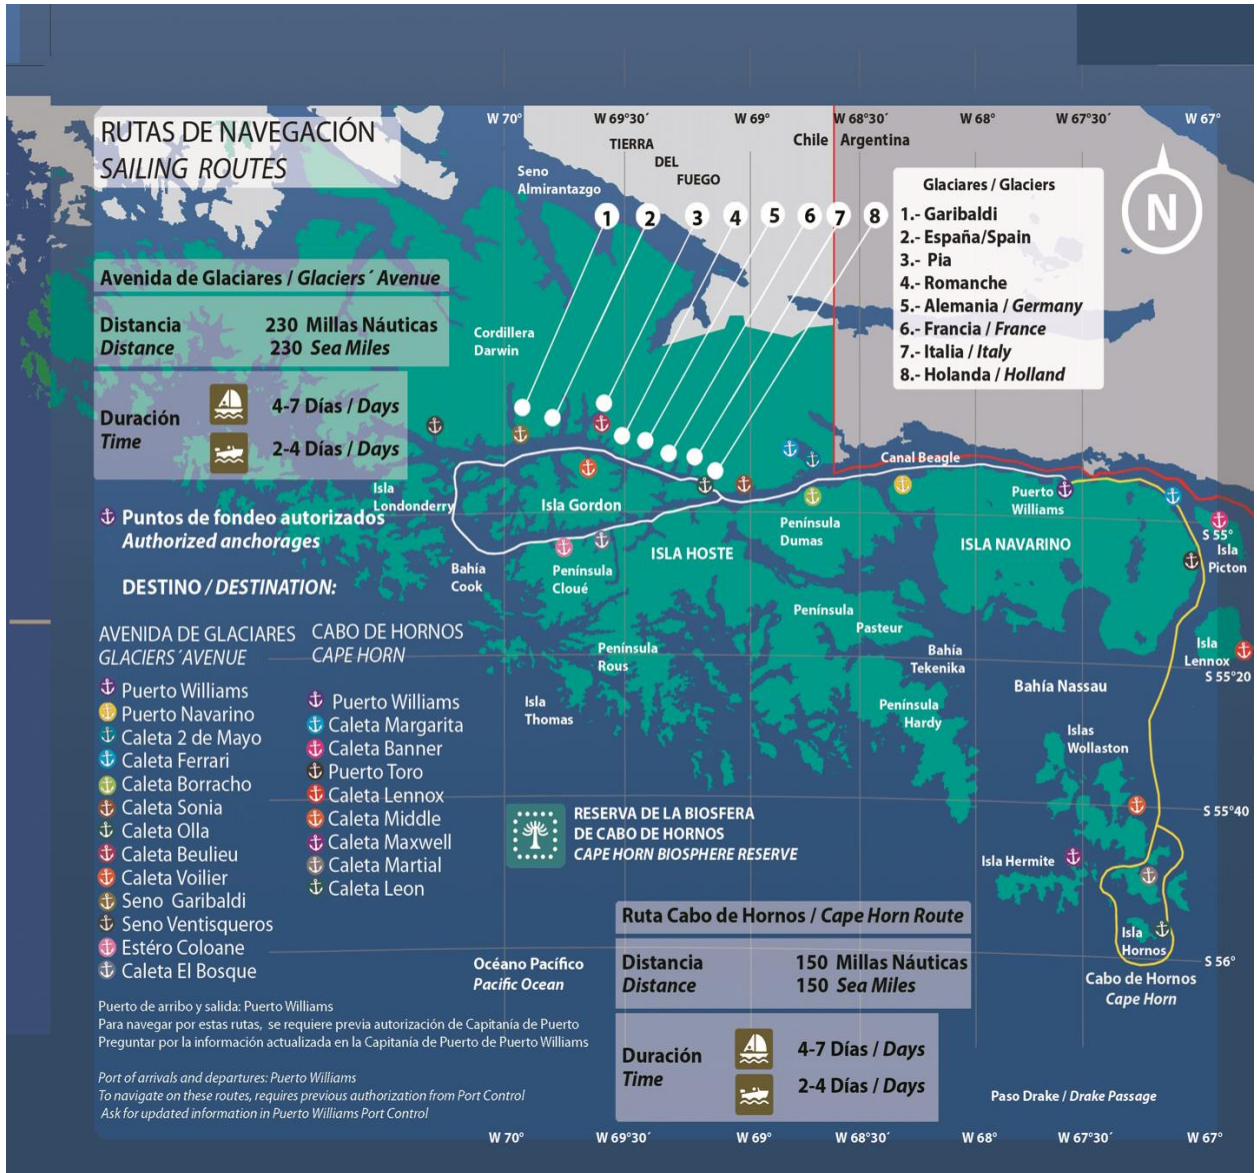 RUTAS DE NAVEGACIÓN
SAILING ROUTES
W 70°
W 69°30´
W 69°
W 68°30´
W 68°
W 67°30´
W 67°
TIERRA
DEL
FUEGO
Chile
Argentina
Seno
Almirantazgo
1
2
3
4
5
6
7
8
Glaciares / Glaciers
1.- Garibaldi
2.- España/Spain
3.- Pia
4.- Romanche
5.- Alemania / Germany
6.- Francia / France
7.- Italia / Italy
8.- Holanda / Holland
N
Avenida de Glaciares / Glaciers´ Avenue
Distancia 230 Millas Náuticas
Distance 230 Sea Miles
Duración
Time
4-7 Días / Days
2-4 Días / Days
Cordillera
Darwin
Canal Beagle
Isla
Londonderry
Isla Gordon
Puerto
Williams
Puntos de fondeo autorizados
Authorized anchorages
ISLA HOSTE
Península
Dumas
ISLA NAVARINO
S 55°
Isla
Picton
Bahía
Cook
Península
Cloué
DESTINO / DESTINATION:
Península
Pasteur
Península
Rous
Bahía
Tekenika
Isla
Lennox
S 55°20
Bahía Nassau
Isla
Thomas
Península
Hardy
Islas
Wollaston
AVENIDA DE GLACIARES
GLACIERS´AVENUE
Puerto Williams
Puerto Navarino
Caleta 2 de Mayo
Caleta Ferrari
Caleta Borracho
Caleta Sonia
Caleta Olla
Caleta Beulieu
Caleta Voilier
Seno Garibaldi
Seno Ventisqueros
Estéro Coloane
Caleta El Bosque
CABO DE HORNOS
CAPE HORN
Puerto Williams
Caleta Margarita
Caleta Banner
Puerto Toro
Caleta Lennox
Caleta Middle
Caleta Maxwell
Caleta Martial
Caleta Leon
RESERVA DE LA BIOSFERA
DE CABO DE HORNOS
CAPE HORN BIOSPHERE RESERVE
S 55°40
Isla Hermite
Isla
Hornos
S 56°
Cabo de Hornos
Cape Horn
Ruta Cabo de Hornos / Cape Horn Route
Distancia 150 Millas Náuticas
Distance 150 Sea Miles
Duración
Time
4-7 Días / Days
2-4 Días / Days
Océano Pacífico
Pacific Ocean
Puerto de arribo y salida: Puerto Williams
Para navegar por estas rutas, se requiere previa autorización de Capitanía de Puerto
Preguntar por la información actualizada en la Capitanía de Puerto de Puerto Williams
Port of arrivals and departures: Puerto Williams
To navigate on these routes, requires previous authorization from Port Control
Ask for updated information in Puerto Williams Port Control
Paso Drake / Drake Passage
W 70°
W 69°30´
W 69°
W 68°30´
W 68°
W 67°30´
W 67°